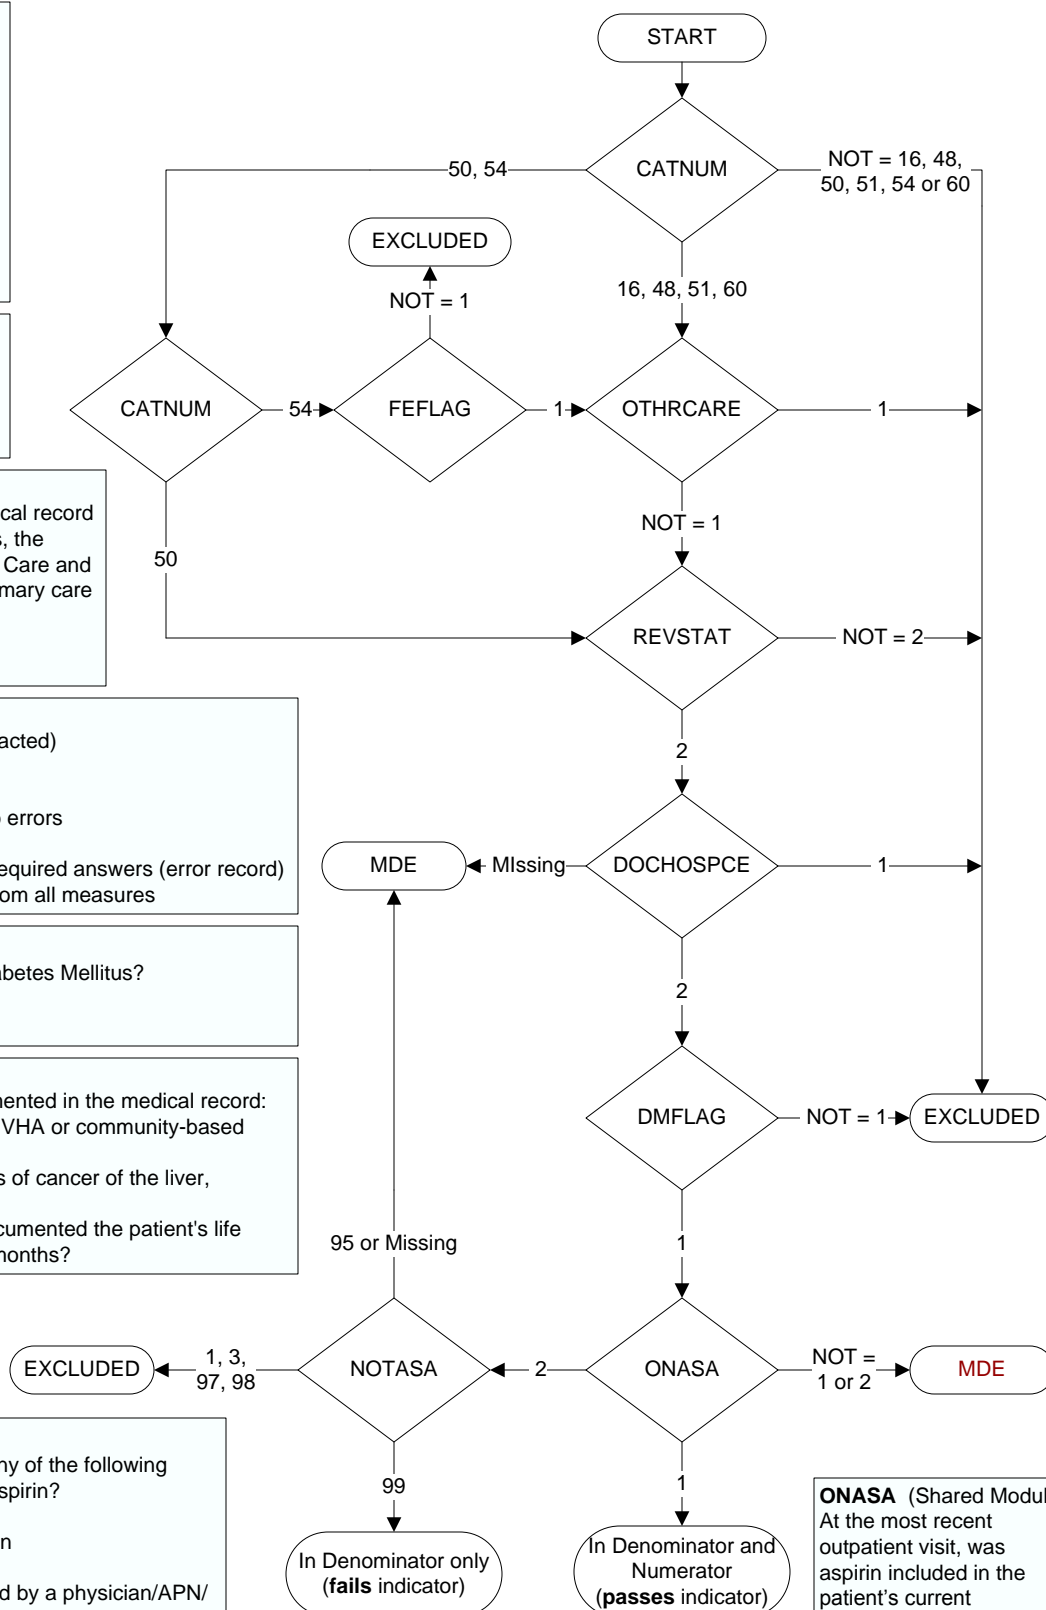 START
CATNUM
50, 54
NOT = 16, 48,
50, 51, 54 or 60
EXCLUDED
NOT = 1
16, 48, 51, 60
CATNUM
54
FEFLAG
1
OTHRCARE
1
NOT = 1
50
REVSTAT
NOT = 2
2
MDE
MIssing
DOCHOSPCE
1
2
DMFLAG
NOT = 1
EXCLUDED
95 or Missing
1
EXCLUDED
1, 3,
97, 98
NOTASA
2
ONASA
NOT =
1 or 2
MDE
99
1
In Denominator only
(fails indicator)
In Denominator and
Numerator
(passes indicator)
cal record
s, the
Care and
mary care
acted)
errors
equired answers (error record)
om all measures
abetes Mellitus?
nented in the medical record:
VHA or community-based
s of cancer of the liver,
cumented the patient's life
months?
ny of the following
spirin?
n
d by a physician/APN/
ONASA (Shared Modul
At the most recent
outpatient visit, was
aspirin included in the
patient's current